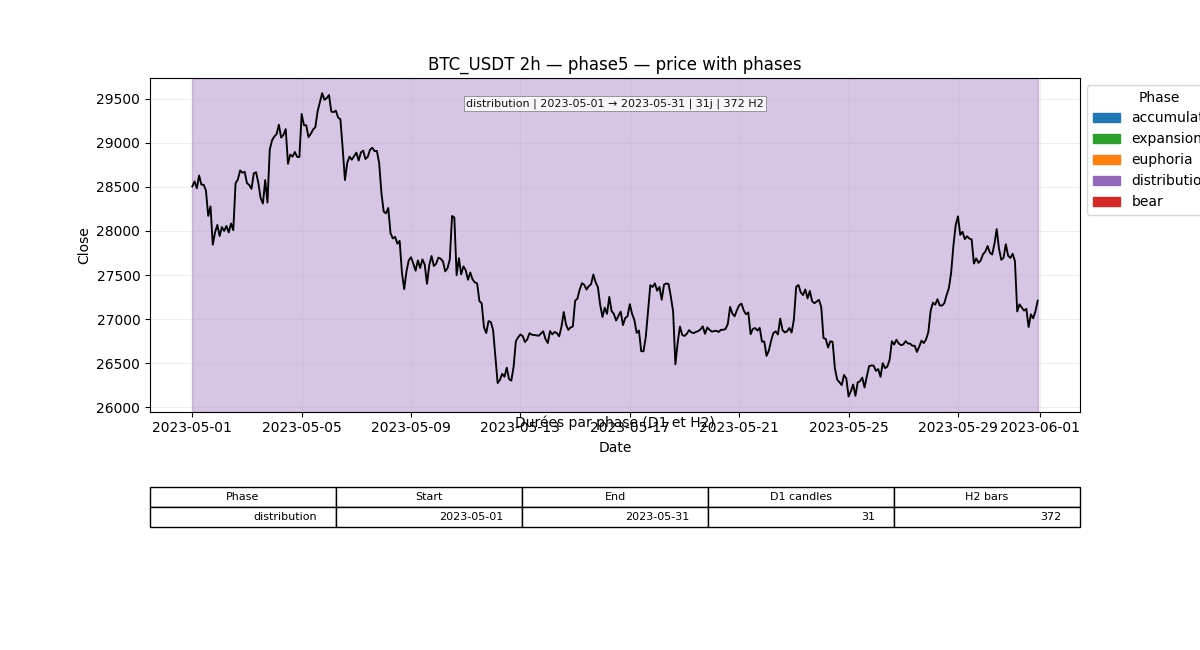 BTC_USDT 2h — phase5 — price with phases
distribution | 2023-05-01 → 2023-05-31 | 31j | 372 H2
Close
29500
29000
28500
28000
27500
27000
26500
26000
Phase
accumulat
expansion
euphoria
distributio
bear
2023-05-01 2023-05-05 2023-05-09 2023-05-13 2023-05-17 2023-05-21 2023-05-25 2023-05-29 2023-06-01
Durées par phase (D1 et H2)
Date
Phase Start End D1 candles H2 bars
distribution 2023-05-01 2023-05-31 31 372